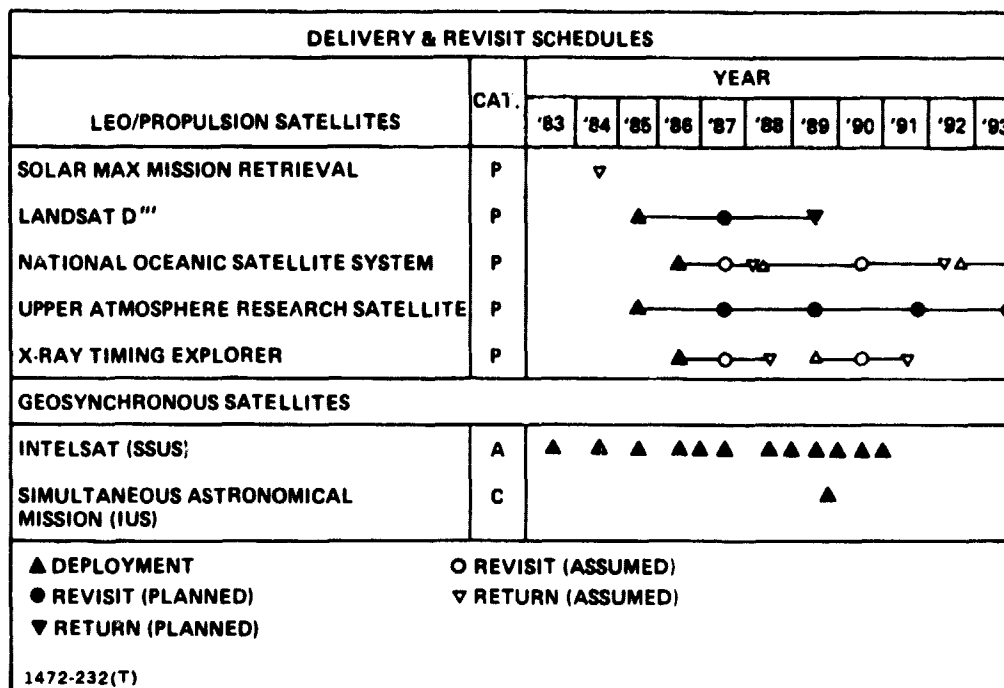 DELIVERY & REVISIT SCHEDULES
LEO/PROPULSION SATELLITES
CAT.
YEAR
'83 '84 '85 '86 '87 '88 '89 '90 '91 '92 '93
SOLAR MAX MISSION RETRIEVAL P
LANDSAT D''' P
NATIONAL OCEANIC SATELLITE SYSTEM P
UPPER ATMOSPHERE RESEARCH SATELLITE P
X-RAY TIMING EXPLORER P
GEOSYNCHRONOUS SATELLITES
INTELSAT (SSUS) A
SIMULTANEOUS ASTRONOMICAL C
MISSION (IUS)
▲ DEPLOYMENT ○ REVISIT (ASSUMED)
● REVISIT (PLANNED) ▽ RETURN (ASSUMED)
▼ RETURN (PLANNED)
1472-232(T)